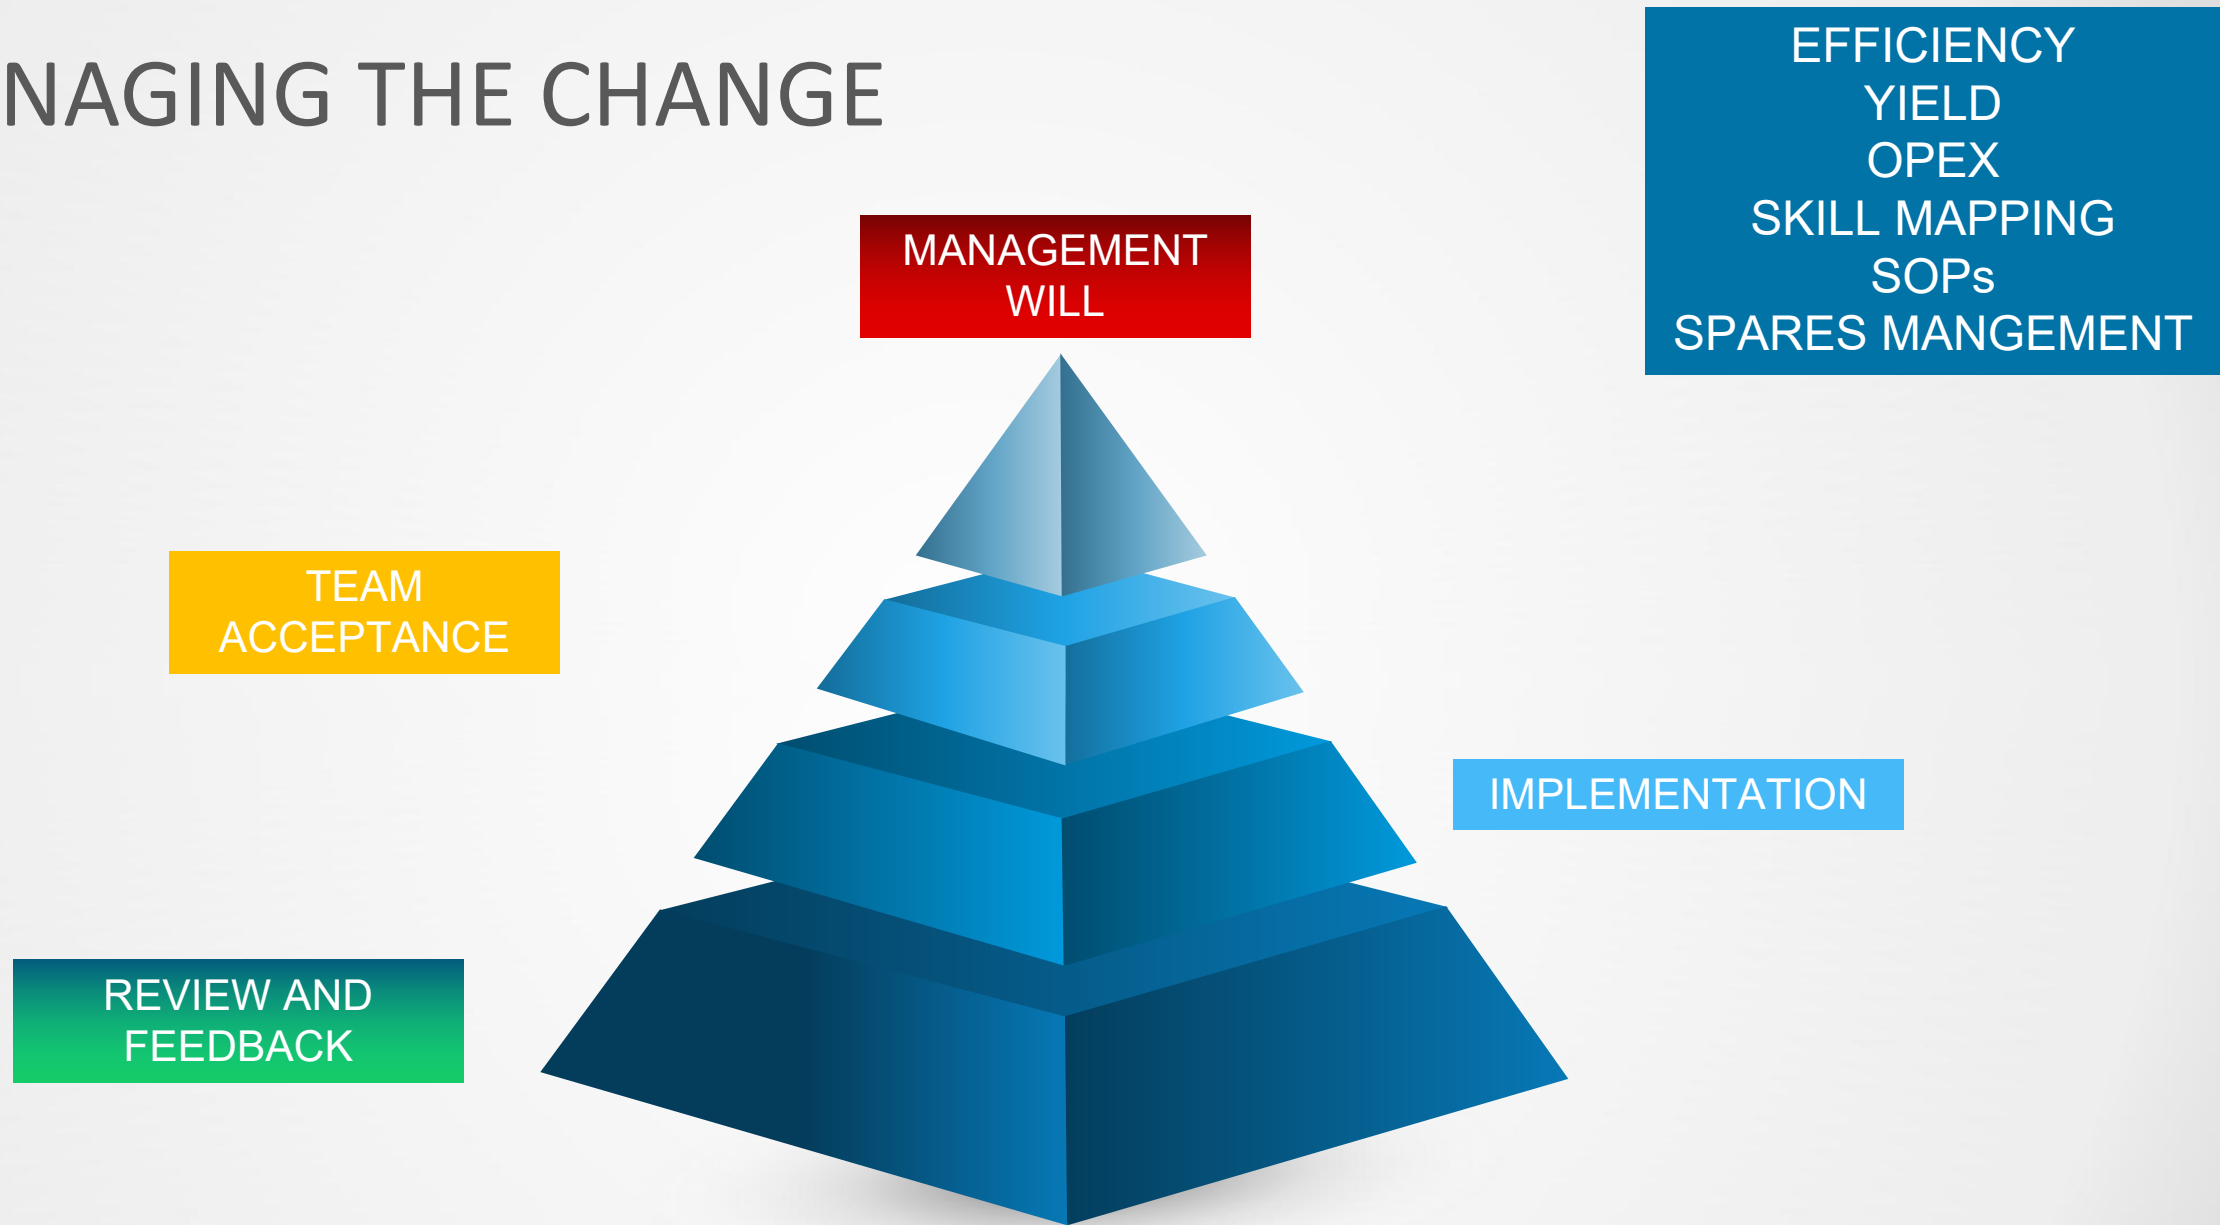 NAGING THE CHANGE
EFFICIENCY
YIELD
OPEX
SKILL MAPPING
SOPs
SPARES MANGEMENT
MANAGEMENT
WILL
TEAM
ACCEPTANCE
IMPLEMENTATION
REVIEW AND
FEEDBACK